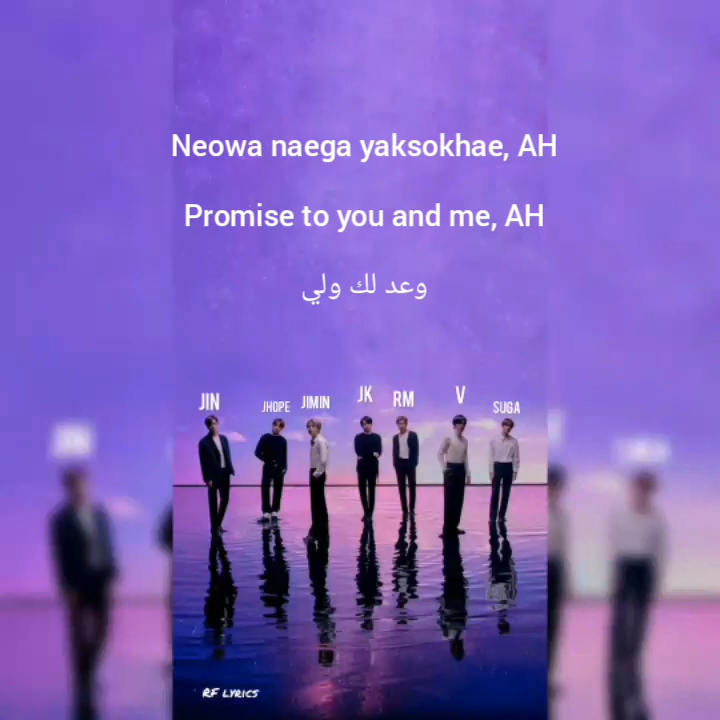 Neowa naega yaksokhae, AH
Promise to you and me, AH
وعد لك ولي
JIN JHOPE JIMIN JK RM V SUGA
RF LYRICS